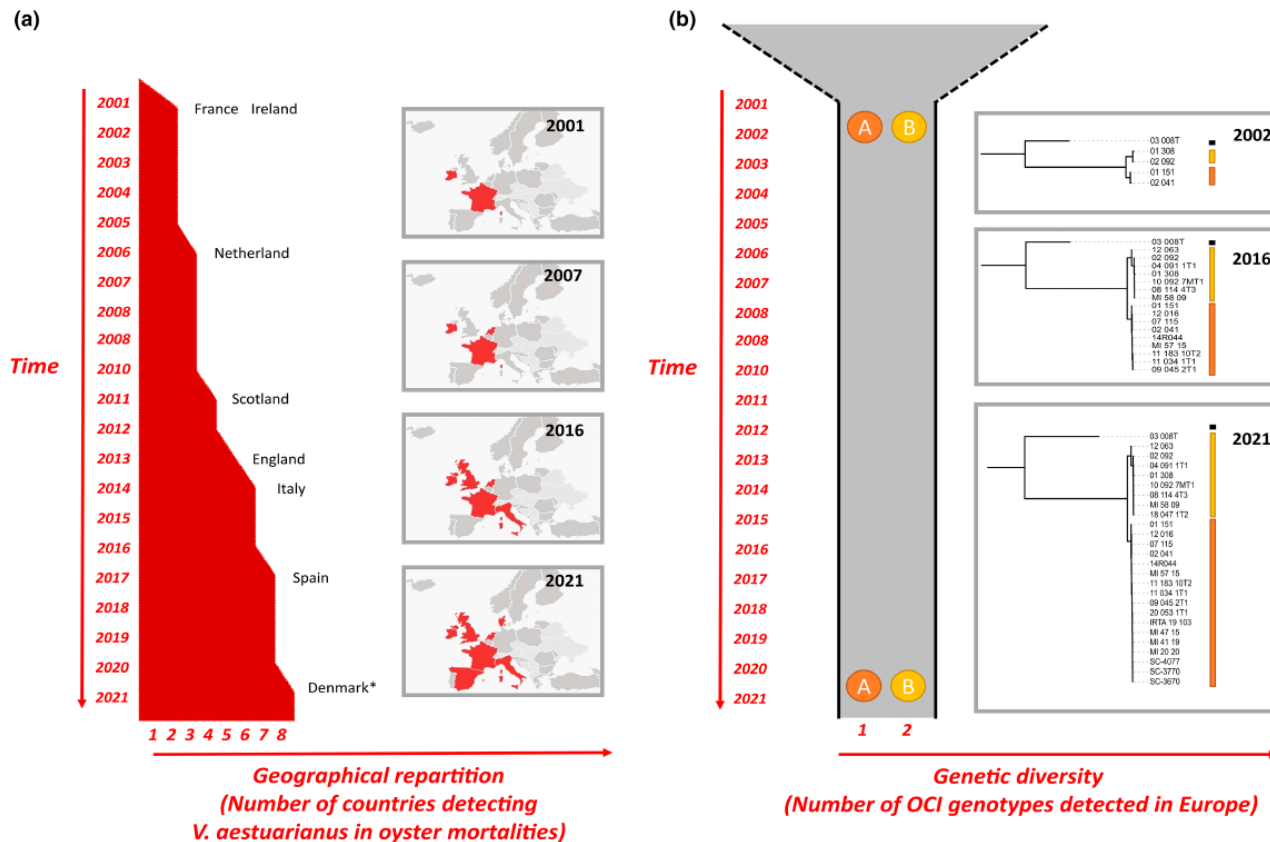 (a)
2001
2002
2003
2004
2005
2006
2007
2008
2008
2010
2011
2012
2013
2014
2015
2016
2017
2018
2019
2020
2021
Time
France Ireland
Netherland
Scotland
England
Italy
Spain
Denmark*
1 2 3 4 5 6 7 8
Geographical repartition
(Number of countries detecting
V. aestuarianus in oyster mortalities)
2001
2007
2016
2021
(b)
2001
2002
2003
2004
2005
2006
2007
2008
2008
2010
2011
2012
2013
2014
2015
2016
2017
2018
2019
2020
2021
Time
A B
A B
1 2
Genetic diversity
(Number of OCI genotypes detected in Europe)
2002
03 008T
01 308
02 092
01 151
02 041
2016
03 008T
12 063
02 092
04 091 1T1
01 308
10 092 7MT1
08 114 4T3
MI 58 09
01 151
12 016
07 115
02 041
14R044
MI 57 15
11 183 10T2
11 034 1T1
09 045 2T1
2021
03 008T
12 063
02 092
04 091 1T1
01 308
10 092 7MT1
08 114 4T3
MI 58 09
18 047 1T2
01 151
12 016
07 115
02 041
14R044
MI 57 15
11 183 10T2
11 034 1T1
09 045 2T1
20 053 1T1
IRTA 19 103
MI 47 15
MI 41 19
MI 20 20
SC-4077
SC-3770
SC-3670